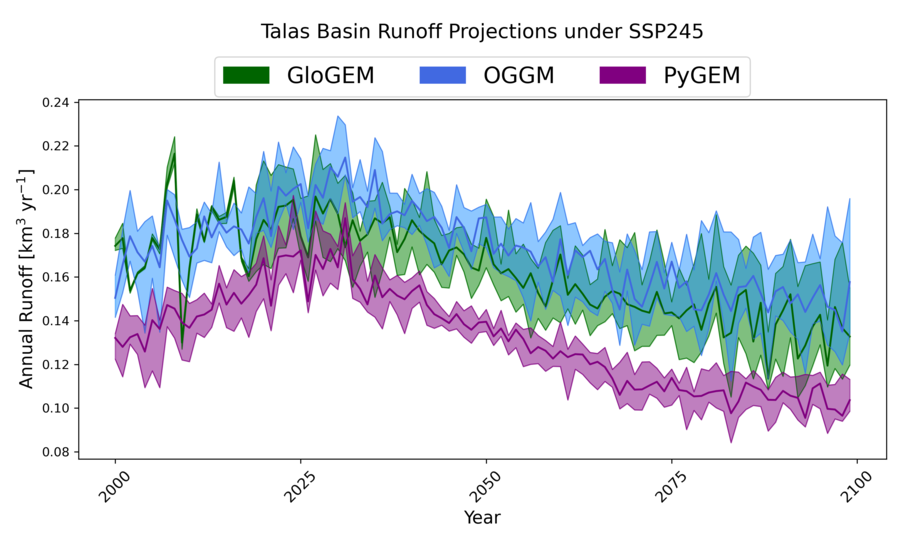 Talas Basin Runoff Projections under SSP245
GloGEM OGGM PyGEM
0.24
0.22
0.20
0.18
0.16
0.14
0.12
0.10
0.08
Annual Runoff [km³ yr⁻¹]
2000 2025 2050 2075 2100
Year